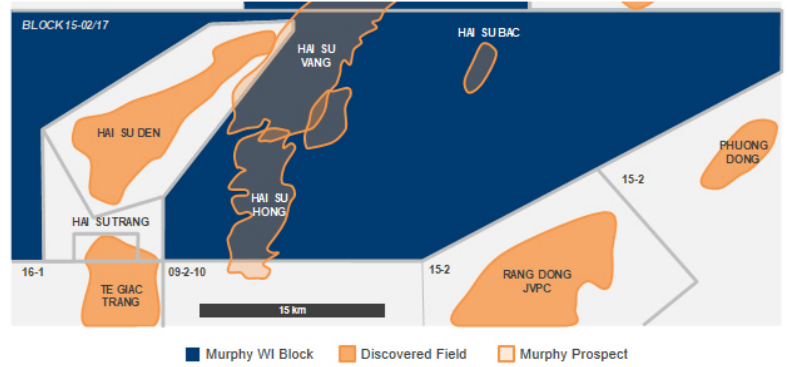 BLOCK 15-02/17
HAI SU BAC
HAI SU
VANG
HAI SU DEN
PHUONG
DONG
15-2
HAI SU
HONG
HAI SU TRANG
16-1
09-2-10
15-2
RANG DONG
JVPC
TE GIAC
TRANG
15 km
Murphy WI Block
Discovered Field
Murphy Prospect